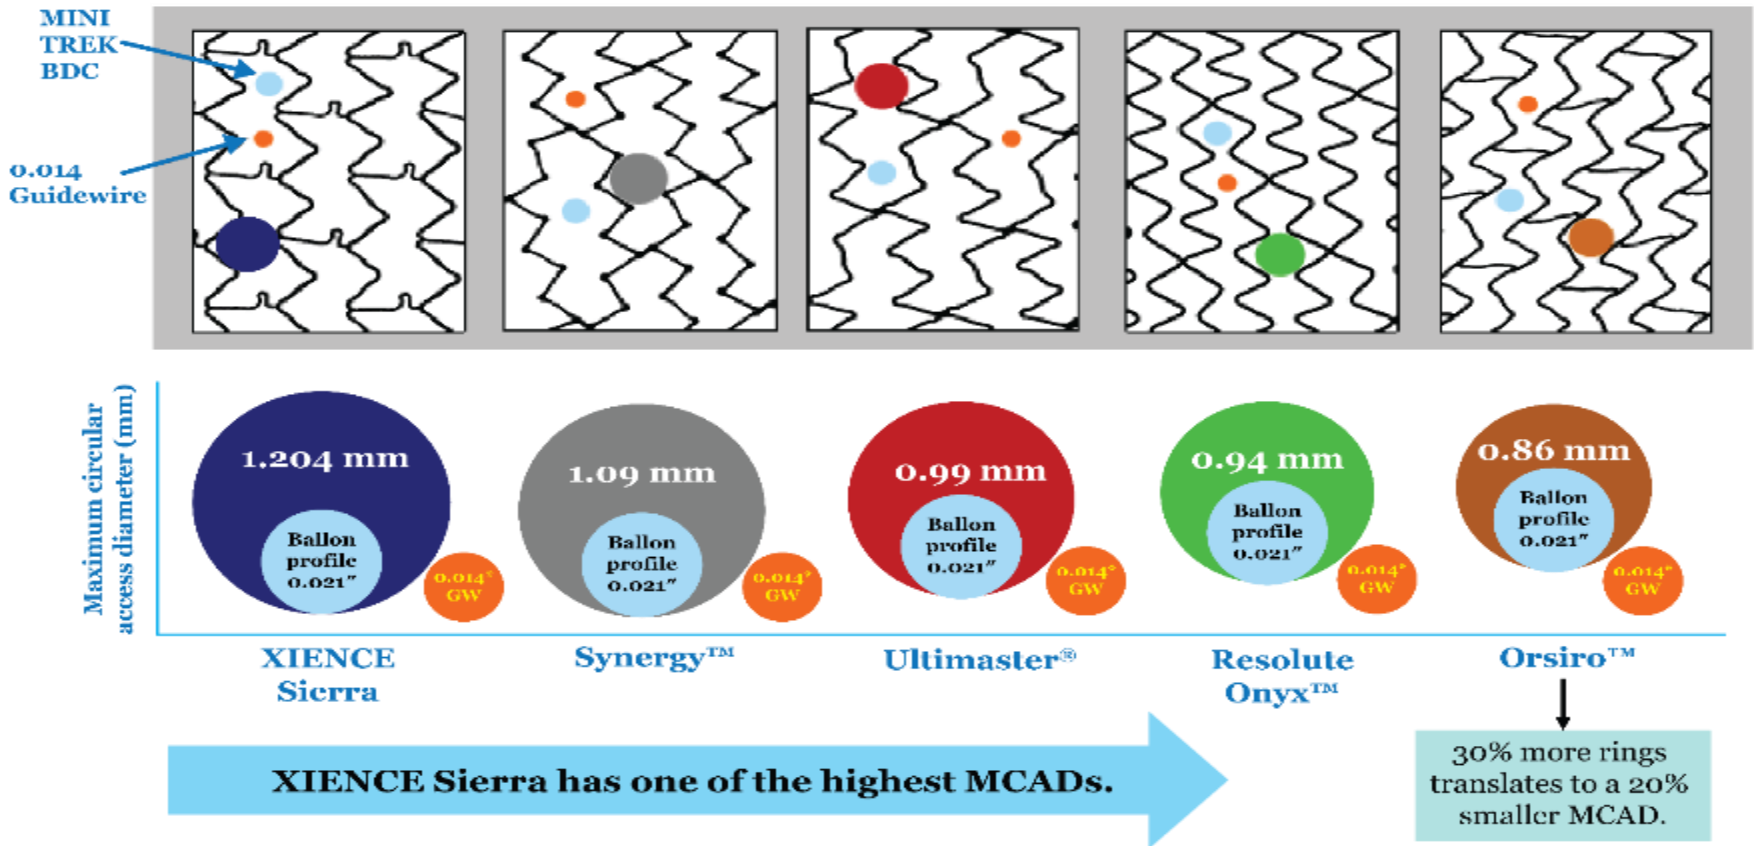 MINI
TREK
BDC
0.014
Guidewire
Maximum circular
access diameter (mm)
1.204 mm
Ballon
profile
0.021"
0.014"
GW
1.09 mm
Ballon
profile
0.021"
0.014"
GW
0.99 mm
Ballon
profile
0.021"
0.014"
GW
0.94 mm
Ballon
profile
0.021"
0.014"
GW
0.86 mm
Ballon
profile
0.021"
0.014"
GW
XIENCE
Sierra
Synergy™
Ultimaster®
Resolute
Onyx™
Orsiro™
XIENCE Sierra has one of the highest MCADs.
30% more rings
translates to a 20%
smaller MCAD.